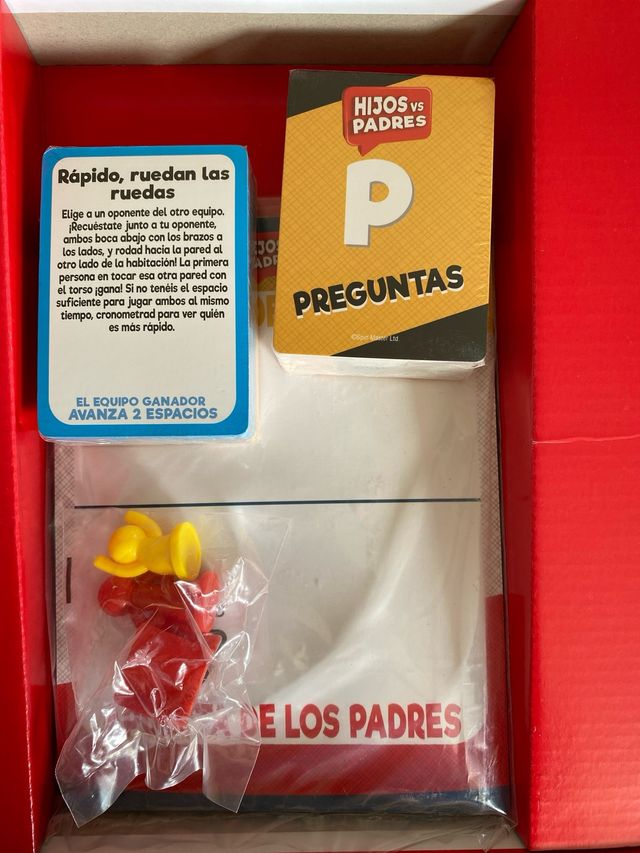 Rápido, ruedan las
ruedas
Elige a un oponente del otro equipo.
¡Recuéstate junto a tu oponente,
ambos boca abajo con los brazos a
los lados, y rodad hacia la pared al
otro lado de la habitación! La primera
persona en tocar esa otra pared con
el torso ¡gana! Si no tenéis el espacio
suficiente para jugar ambos al mismo
tiempo, cronometrad para ver quién
es más rápido.
EL EQUIPO GANADOR
AVANZA 2 ESPACIOS
HIJOS VS
PADRES
P
PREGUNTAS
©Spin Master Ltd.
DE LOS PADRES